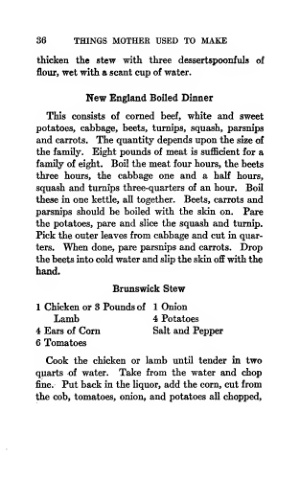 36 THINGS MOTHER USED TO MAKE
thicken the stew with three dessertspoonfuls of
flour, wet with a scant cup of water.
New England Boiled Dinner
This consists of corned beef, white and sweet
potatoes, cabbage, beets, turnips, squash, parsnips
and carrots. The quantity depends upon the size of
the family. Eight pounds of meat is sufficient for a
family of eight. Boil the meat four hours, the beets
three hours, the cabbage one and a half hours,
squash and turnips three-quarters of an hour. Boil
these in one kettle, all together. Beets, carrots and
parsnips should be boiled with the skin on. Pare
the potatoes, pare and slice the squash and turnip.
Pick the outer leaves from cabbage and cut in quar-
ters. When done, pare parsnips and carrots. Drop
the beets into cold water and slip the skin off with the
hand.
Brunswick Stew
1 Chicken or 3 Pounds of 1 Onion
Lamb 4 Potatoes
4 Ears of Corn Salt and Pepper
6 Tomatoes
Cook the chicken or lamb until tender in two
quarts of water. Take from the water and chop
fine. Put back in the liquor, add the corn, cut from
the cob, tomatoes, onion, and potatoes all chopped,